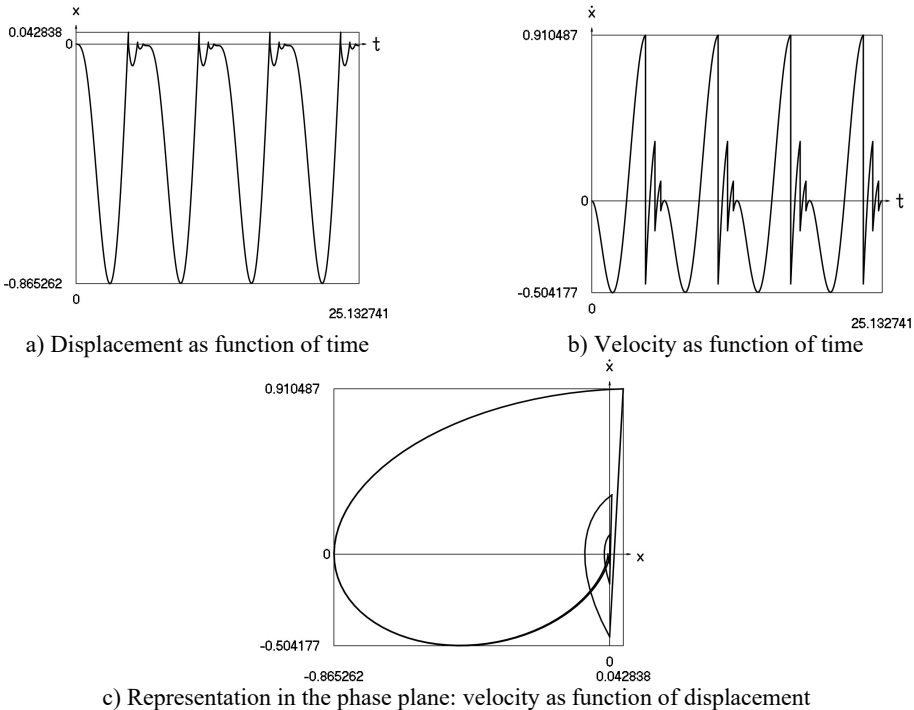 x
0.042838
0
t
-0.865262
0
25.132741
a) Displacement as function of time
ẋ
0.910487
0
t
-0.504177
0
25.132741
b) Velocity as function of time
ẋ
0.910487
0
x
-0.504177
0
-0.865262
0.042838
c) Representation in the phase plane: velocity as function of displacement